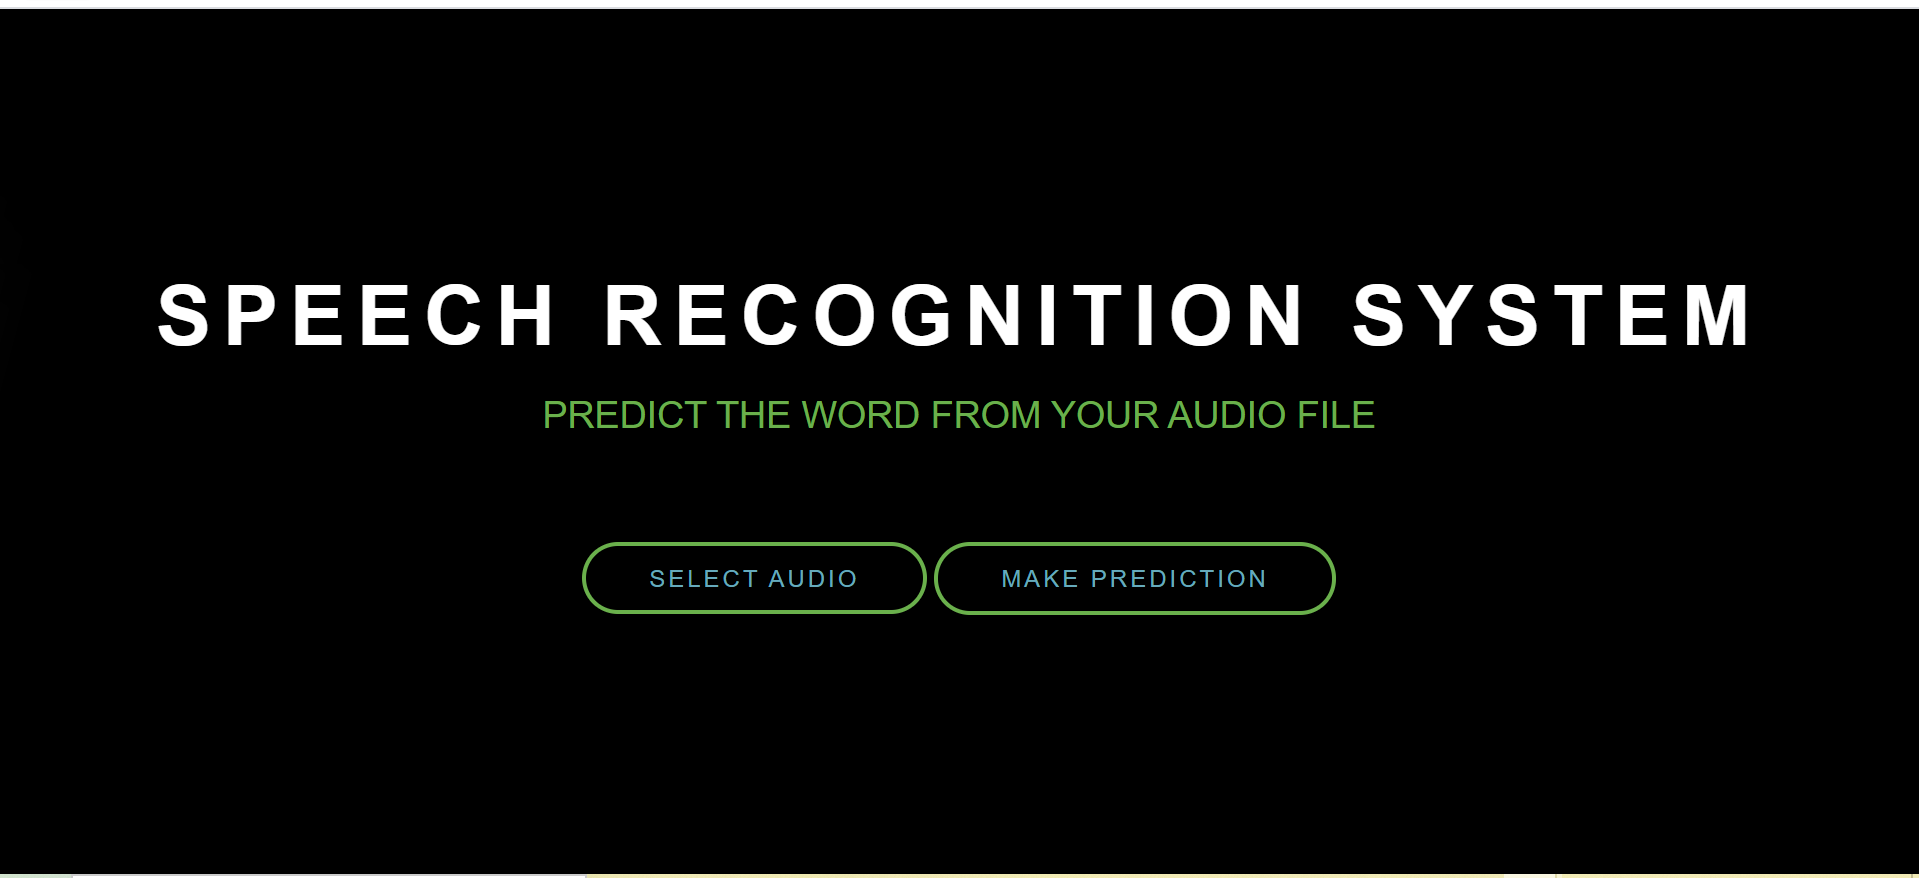 SPEECH RECOGNITION SYSTEM
PREDICT THE WORD FROM YOUR AUDIO FILE
SELECT AUDIO
MAKE PREDICTION